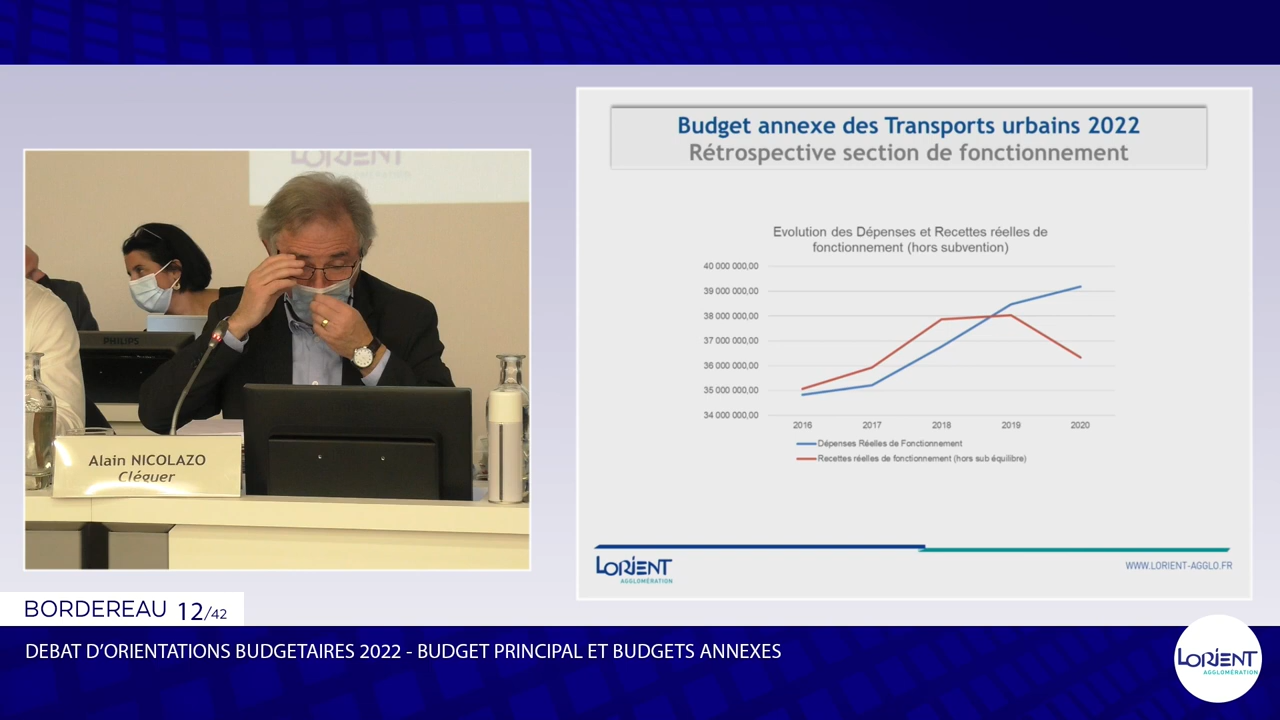 LORIENT
PHILIPS
Alain NICOLAZO
Cléguer
Budget annexe des Transports urbains 2022
Rétrospective section de fonctionnement
Evolution des Dépenses et Recettes réelles de
fonctionnement (hors subvention)
40 000 000,00
39 000 000,00
38 000 000,00
37 000 000,00
36 000 000,00
35 000 000,00
34 000 000,00
2016 2017 2018 2019 2020
Dépenses Réelles de Fonctionnement
Recettes réelles de fonctionnement (hors sub équilibre)
LORIENT
AGGLOMÉRATION
WWW.LORIENT-AGGLO.FR
BORDEREAU 12/42
DEBAT D'ORIENTATIONS BUDGETAIRES 2022 - BUDGET PRINCIPAL ET BUDGETS ANNEXES
LORIENT
AGGLOMÉRATION